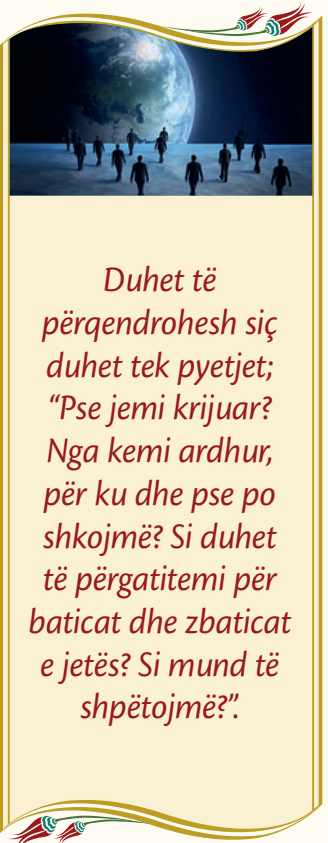 Duhet të
përqendrohesh siç
duhet tek pyetjet;
“Pse jemi krijuar?
Nga kemi ardhur,
për ku dhe pse po
shkojmë? Si duhet
të përgatitemi për
baticat dhe zbaticat
e jetës? Si mund të
shpëtojmë?”.